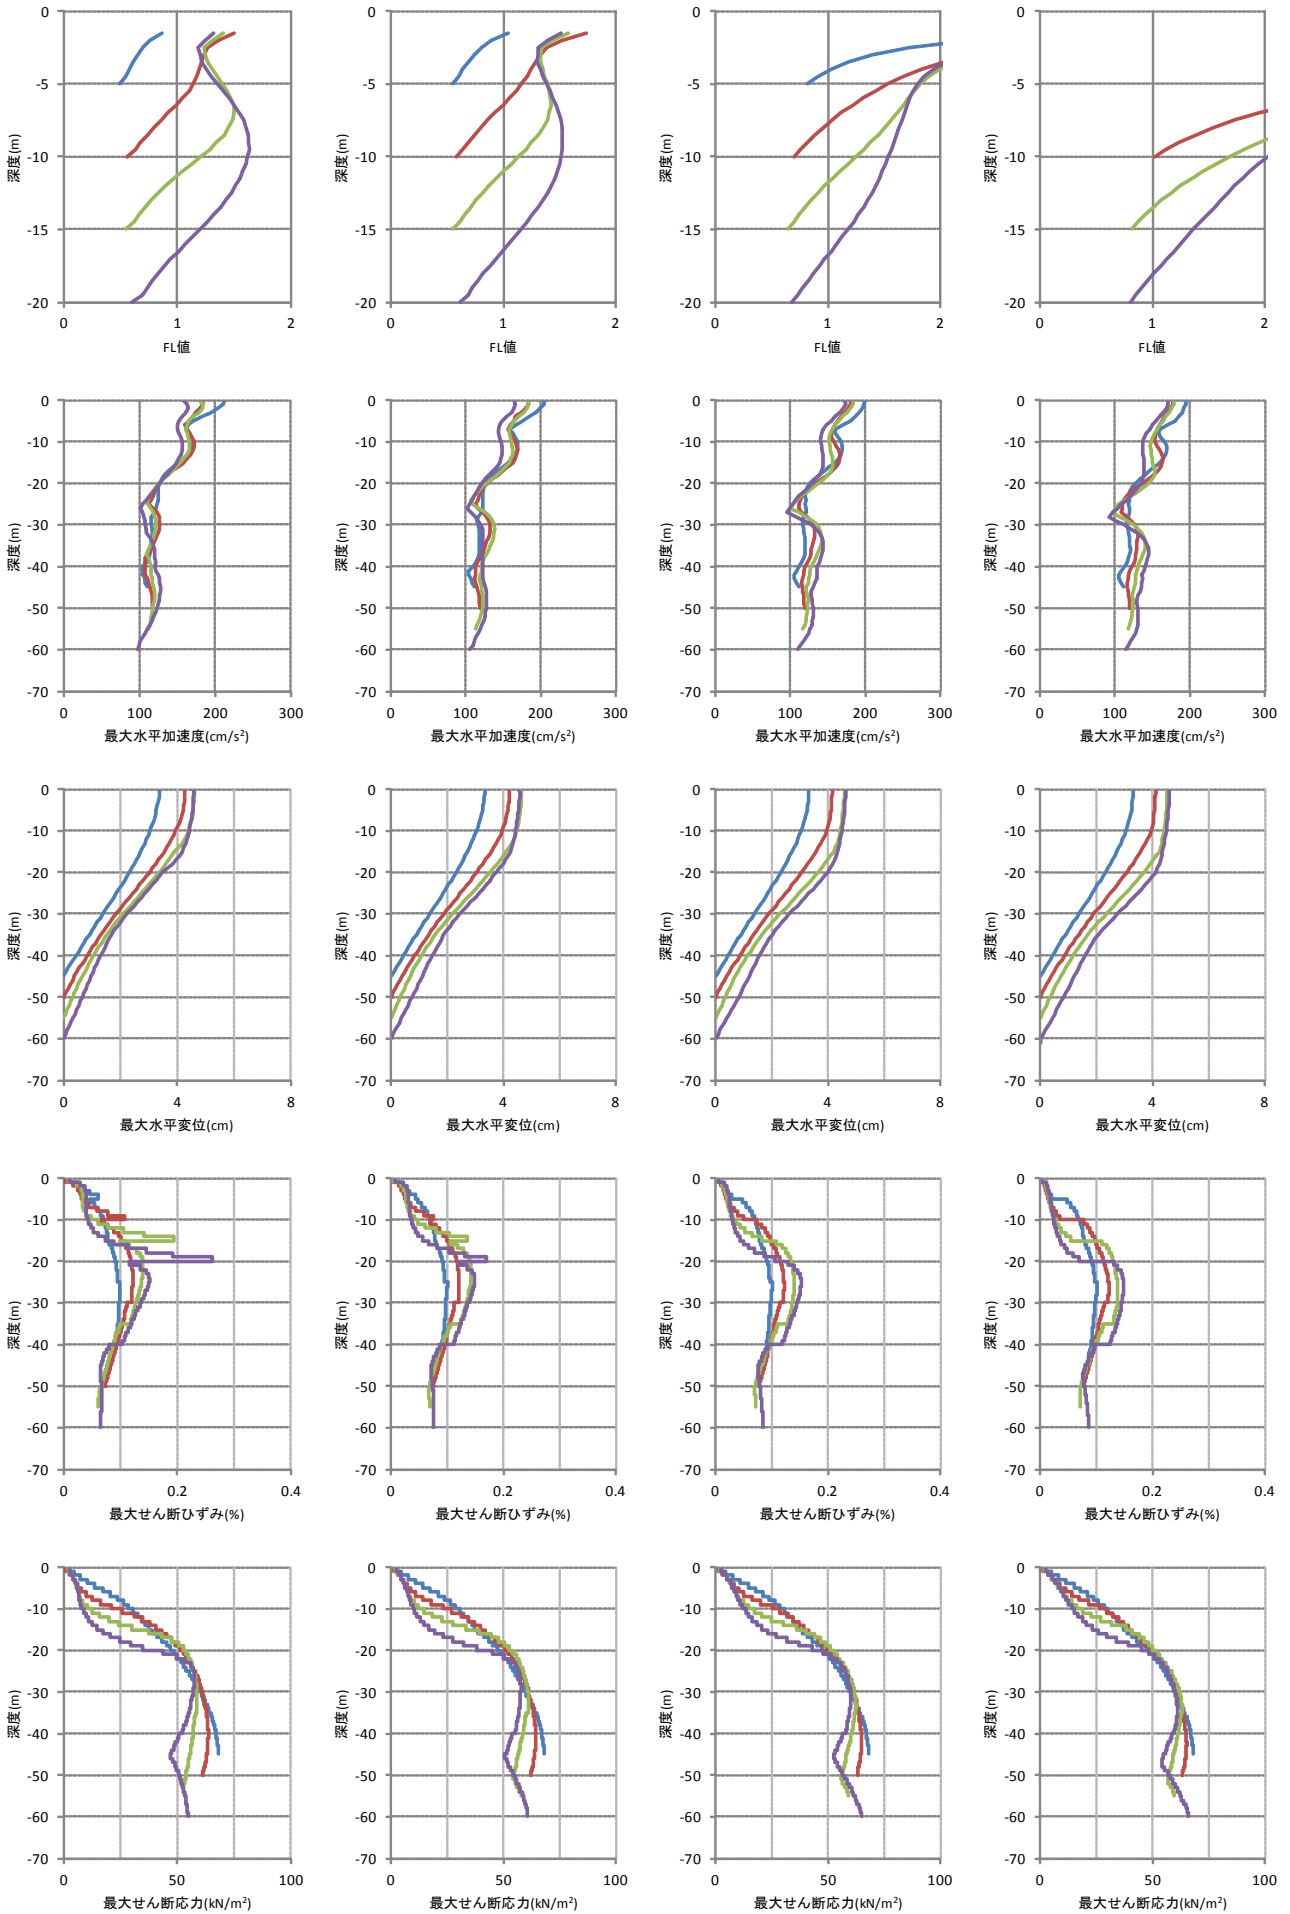 0 0 0 0
-5 -5 -5 -5
深度(m) 深度(m) 深度(m) 深度(m)
-10 -10 -10 -10
-15 -15 -15 -15
-20 -20 -20 -20
0 1 2 0 1 2 0 1 2 0 1 2
FL値 FL値 FL値 FL値
0 0 0 0
-10 -10 -10 -10
-20 -20 -20 -20
-30 -30 -30 -30
深度(m) 深度(m) 深度(m) 深度(m)
-40 -40 -40 -40
-50 -50 -50 -50
-60 -60 -60 -60
-70 -70 -70 -70
0 100 200 300 0 100 200 300 0 100 200 300 0 100 200 300
最大水平加速度(cm/s²) 最大水平加速度(cm/s²) 最大水平加速度(cm/s²) 最大水平加速度(cm/s²)
0 0 0 0
-10 -10 -10 -10
-20 -20 -20 -20
-30 -30 -30 -30
深度(m) 深度(m) 深度(m) 深度(m)
-40 -40 -40 -40
-50 -50 -50 -50
-60 -60 -60 -60
-70 -70 -70 -70
0 4 8 0 4 8 0 4 8 0 4 8
最大水平変位(cm) 最大水平変位(cm) 最大水平変位(cm) 最大水平変位(cm)
0 0 0 0
-10 -10 -10 -10
-20 -20 -20 -20
-30 -30 -30 -30
深度(m) 深度(m) 深度(m) 深度(m)
-40 -40 -40 -40
-50 -50 -50 -50
-60 -60 -60 -60
-70 -70 -70 -70
0 0.2 0.4 0 0.2 0.4 0 0.2 0.4 0 0.2 0.4
最大せん断ひずみ(%) 最大せん断ひずみ(%) 最大せん断ひずみ(%) 最大せん断ひずみ(%)
0 0 0 0
-10 -10 -10 -10
-20 -20 -20 -20
-30 -30 -30 -30
深度(m) 深度(m) 深度(m) 深度(m)
-40 -40 -40 -40
-50 -50 -50 -50
-60 -60 -60 -60
-70 -70 -70 -70
0 50 100 0 50 100 0 50 100 0 50 100
最大せん断応力(kN/m²) 最大せん断応力(kN/m²) 最大せん断応力(kN/m²) 最大せん断応力(kN/m²)